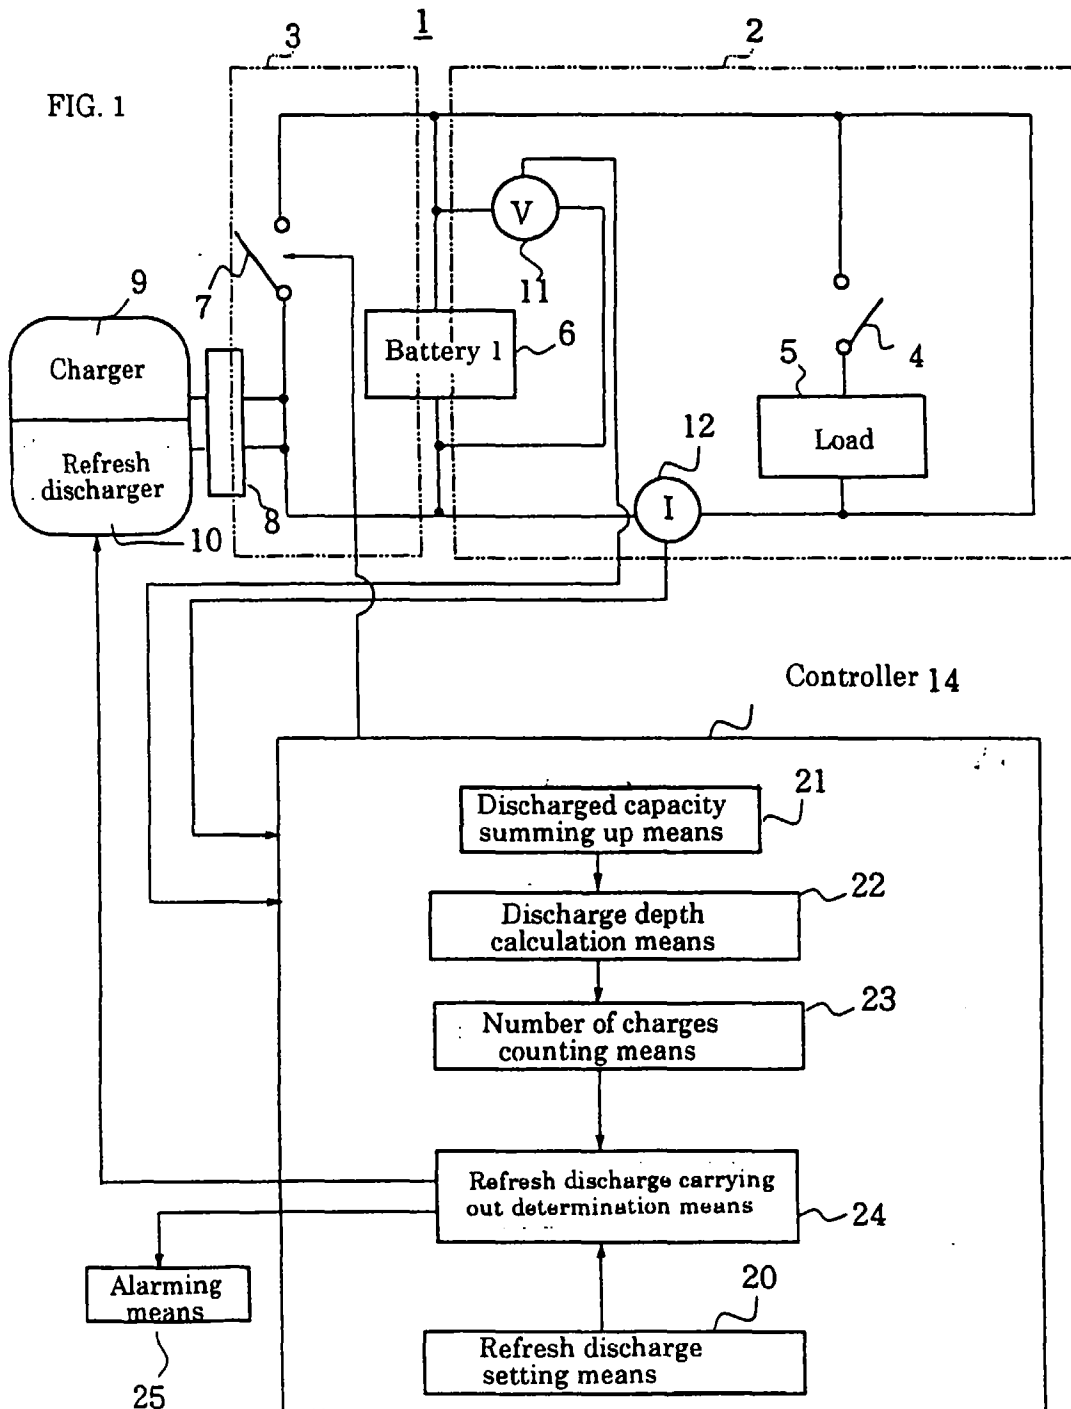 1
3
2
FIG. 1
V
11
7
9
Charger
Refresh
discharger
10
8
Battery 1
6
4
5
Load
12
I
Controller 14
Discharged capacity
summing up means
21
Discharge depth
calculation means
22
Number of charges
counting means
23
Refresh discharge carrying
out determination means
24
Alarming
means
25
Refresh discharge
setting means
20